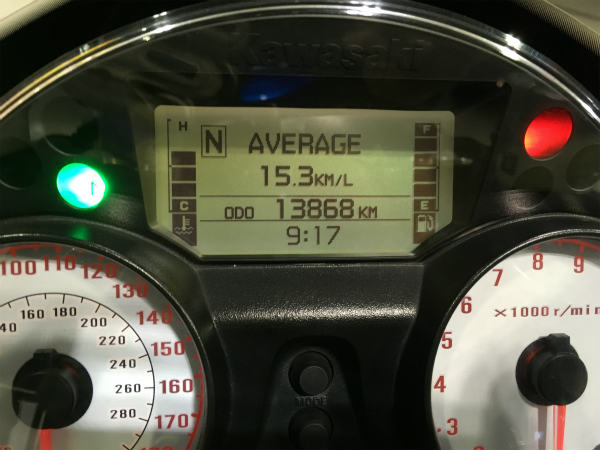 Kawasaki
H
N
AVERAGE
F
15.3KM/L
C
ODO 13868 KM
E
9:17
100 110 120 130 150 160 170
40 160 180 200 220 240 260 280
MODE
3 4 5 6 7 8 9
×1000r/min